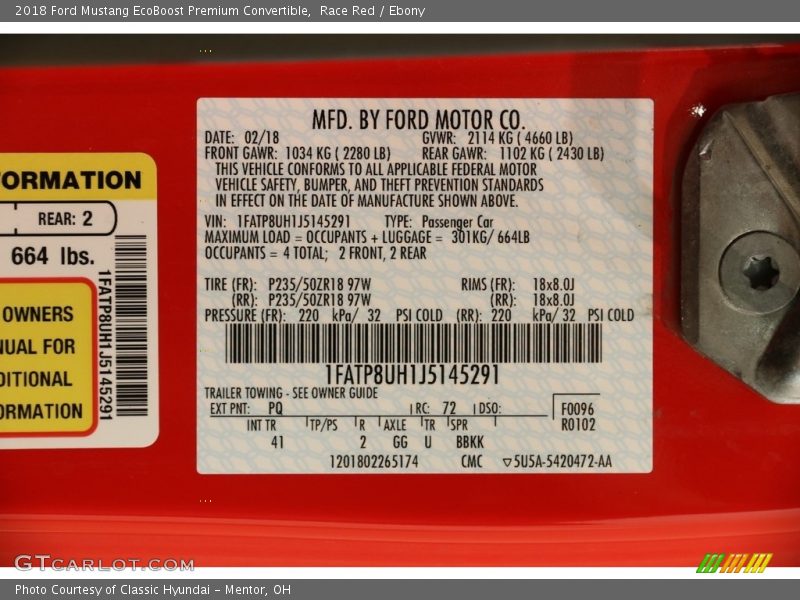 2018 Ford Mustang EcoBoost Premium Convertible,  Race Red / Ebony
ORMATION
REAR: 2
664 lbs.
OWNERS
NUAL FOR
DITIONAL
ORMATION
1FATP8UH1J5145291
MFD. BY FORD MOTOR CO.
DATE: 02/18 GVWR: 2114 KG ( 4660 LB)
FRONT GAWR: 1034 KG ( 2280 LB) REAR GAWR: 1102 KG ( 2430 LB)
THIS VEHICLE CONFORMS TO ALL APPLICABLE FEDERAL MOTOR
VEHICLE SAFETY, BUMPER, AND THEFT PREVENTION STANDARDS
IN EFFECT ON THE DATE OF MANUFACTURE SHOWN ABOVE.
VIN: 1FATP8UH1J5145291 TYPE: Passenger Car
MAXIMUM LOAD = OCCUPANTS + LUGGAGE = 301KG/ 664LB
OCCUPANTS = 4 TOTAL; 2 FRONT, 2 REAR
TIRE (FR): P235/50ZR18 97W RIMS (FR): 18x8.0J
(RR): P235/50ZR18 97W (RR): 18x8.0J
PRESSURE (FR): 220 kPa/ 32 PSI COLD (RR): 220 kPa/ 32 PSI COLD
1FATP8UH1J5145291
TRAILER TOWING - SEE OWNER GUIDE
EXT PNT: PQ RC: 72 DSO: F0096
R0102
INT TR TP/PS R AXLE TR SPR
41 2 GG U BBKK
1201802265174 CMC ▽5U5A-5420472-AA
GTCARLOT.COM
Photo Courtesy of Classic Hyundai - Mentor, OH